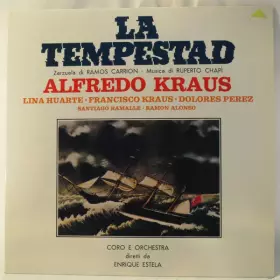 LA
TEMPESTAD
Zarzuela di RAMOS CARRION - Musica di RUPERTO CHAPI
ALFREDO KRAUS
LINA HUARTE • FRANCISCO KRAUS • DOLORES PEREZ
SANTIAGO RAMALLE • RAMON ALONSO
CORO E ORCHESTRA
diretti da
ENRIQUE ESTELA